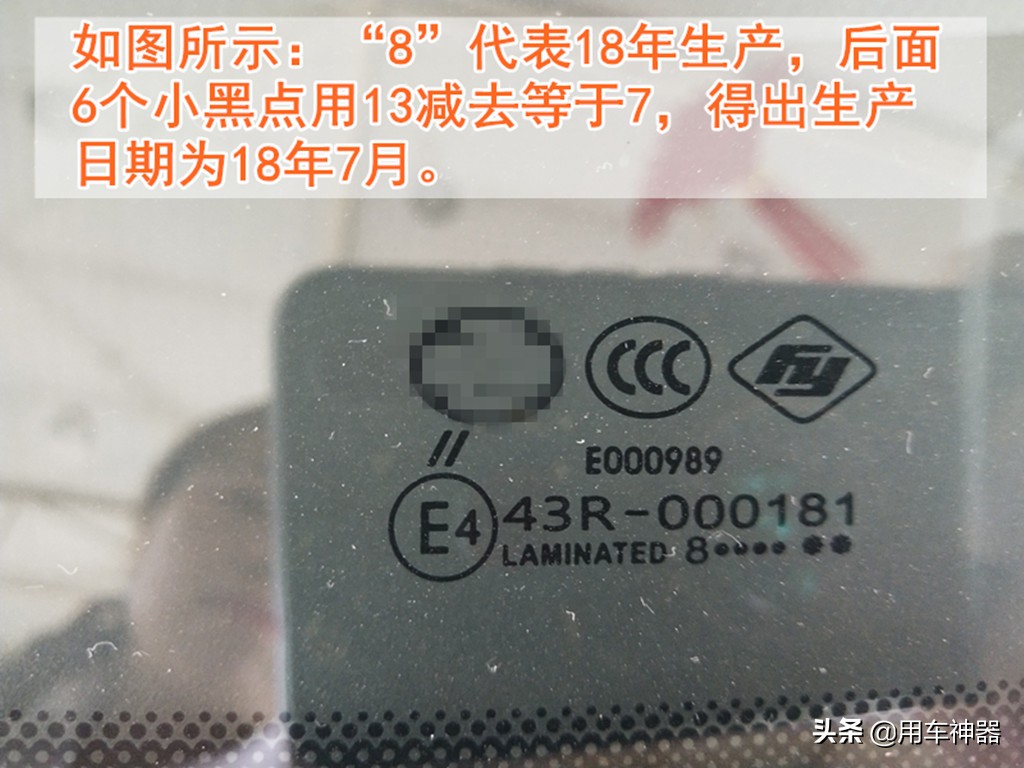 如图所示：“8”代表18年生产，后面
6个小黑点用13减去等于7，得出生产
日期为18年7月。
CCC
fy
//
E000989
E4
43R-000181
LAMINATED 8•••• ••
头条 @用车神器